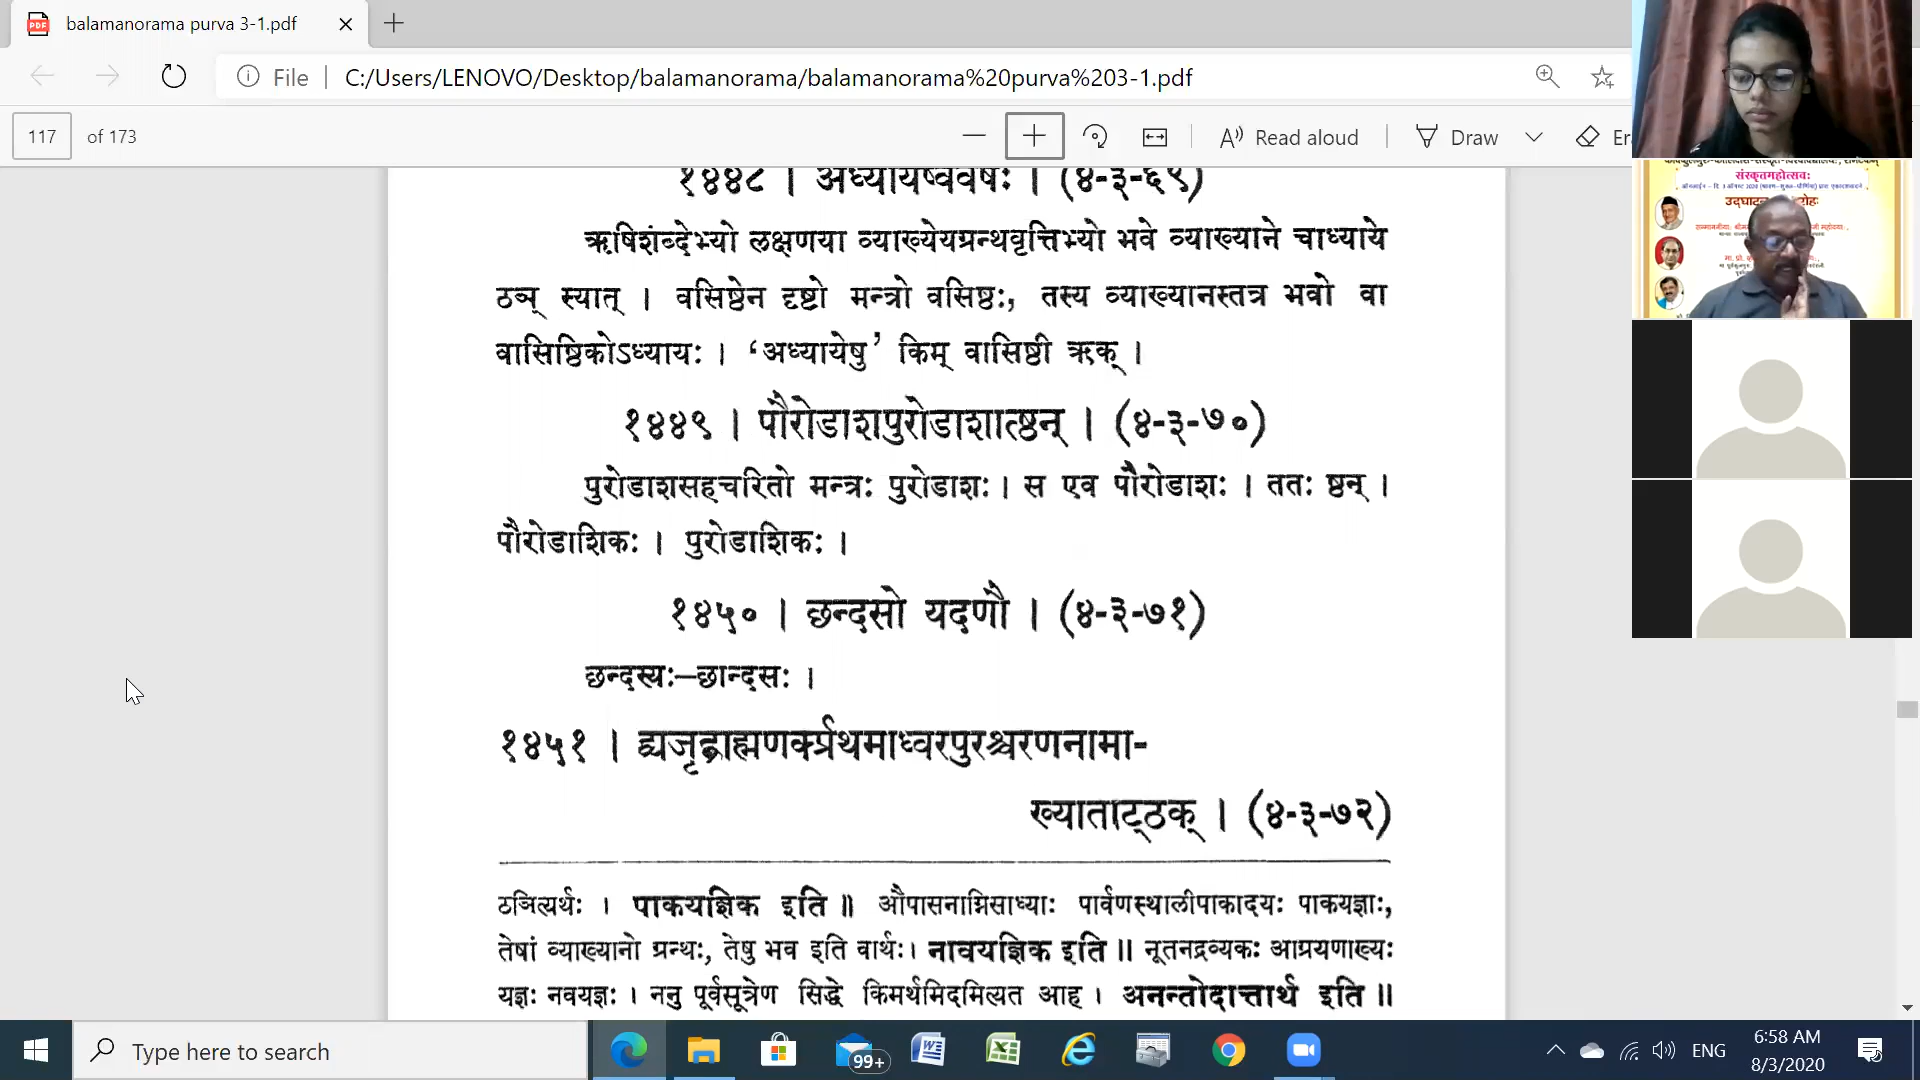 balamanorama purva 3-1.pdf
File
C:/Users/LENOVO/Desktop/balamanorama/balamanorama%20purva%203-1.pdf
117 of 173
Read aloud
Draw
१४४८ । अध्यायेष्वेवर्षेः । (४-३-६९)
ऋषिशब्देभ्यो लक्षणया व्याख्येयग्रन्थवृत्तिभ्यो भवे व्याख्याने चाध्याये
ठञ् स्यात् । वसिष्ठेन दृष्टो मन्त्रो वसिष्ठः, तस्य व्याख्यानस्तत्र भवो वा
वासिष्ठिकोऽध्यायः । ‘अध्यायेषु’ किम् वासिष्ठी ऋक् ।
१४४९ । पौरोडाशपुरोडाशात्ष्ठन् । (४-३-७०)
पुरोडाशसहचरितो मन्त्रः पुरोडाशः । स एव पौरोडाशः । ततः ष्ठन् ।
पौरोडाशिकः । पुरोडाशिकः ।
१४५० । छन्दसो यदणौ । (४-३-७१)
छन्दस्यः–छान्दसः ।
१४५१ । द्व्यजृद्ब्राह्मणर्क्प्रथमाध्वरपुरश्चरणनामा-
ख्याताट्ठक् । (४-३-७२)
ठञित्यर्थः । पाकयज्ञिक इति ॥ औपासनाग्निसाध्याः पार्वणस्थालीपाकादयः पाकयज्ञाः,
तेषां व्याख्यानो ग्रन्थः, तेषु भव इति वार्थः। नावयज्ञिक इति ॥ नूतनद्रव्यकः आग्रयणाख्यः
यज्ञः नवयज्ञः । ननु पूर्वसूत्रेण सिद्धे किमर्थमिदमित्यत आह । अनन्तोदात्तार्थ इति ॥
संस्कृतमहोत्सवः
Type here to search
99+
ENG
6:58 AM
8/3/2020